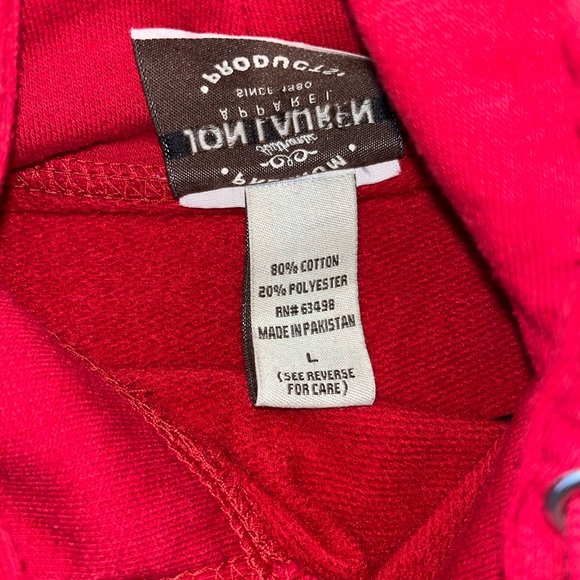 Authentic
JON LAUREN
APPAREL
SINCE 1980
• PRODUCTS •
80% COTTON
20% POLYESTER
RN# 63498
MADE IN PAKISTAN
L
(SEE REVERSE
FOR CARE)